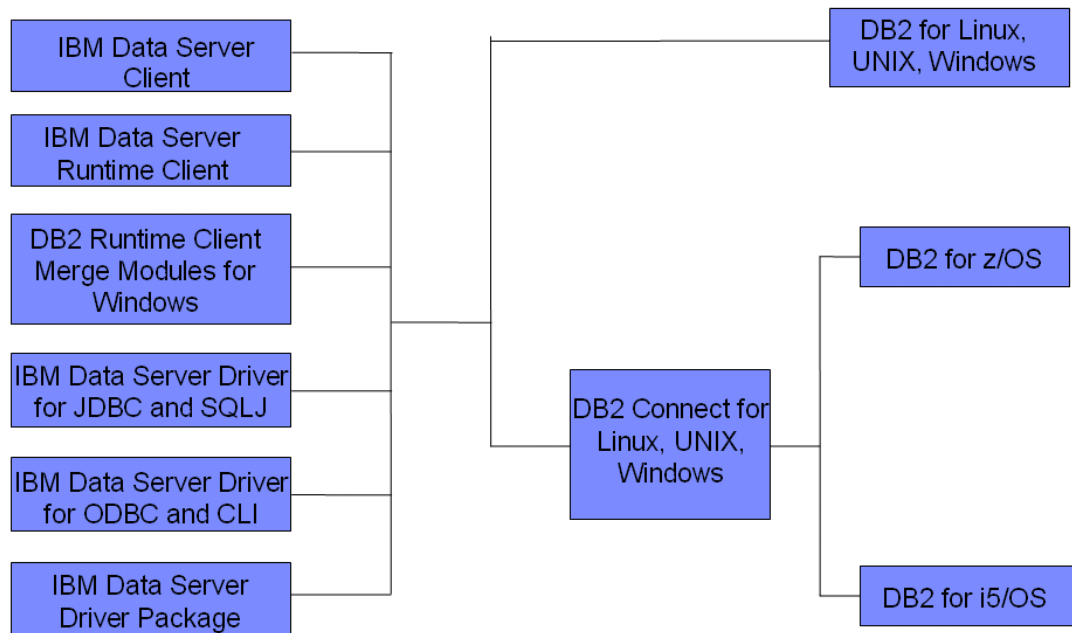 IBM Data Server
Client
IBM Data Server
Runtime Client
DB2 Runtime Client
Merge Modules for
Windows
IBM Data Server Driver
for JDBC and SQLJ
IBM Data Server Driver
for ODBC and CLI
IBM Data Server
Driver Package
DB2 for Linux,
UNIX, Windows
DB2 Connect for
Linux, UNIX,
Windows
DB2 for z/OS
DB2 for i5/OS